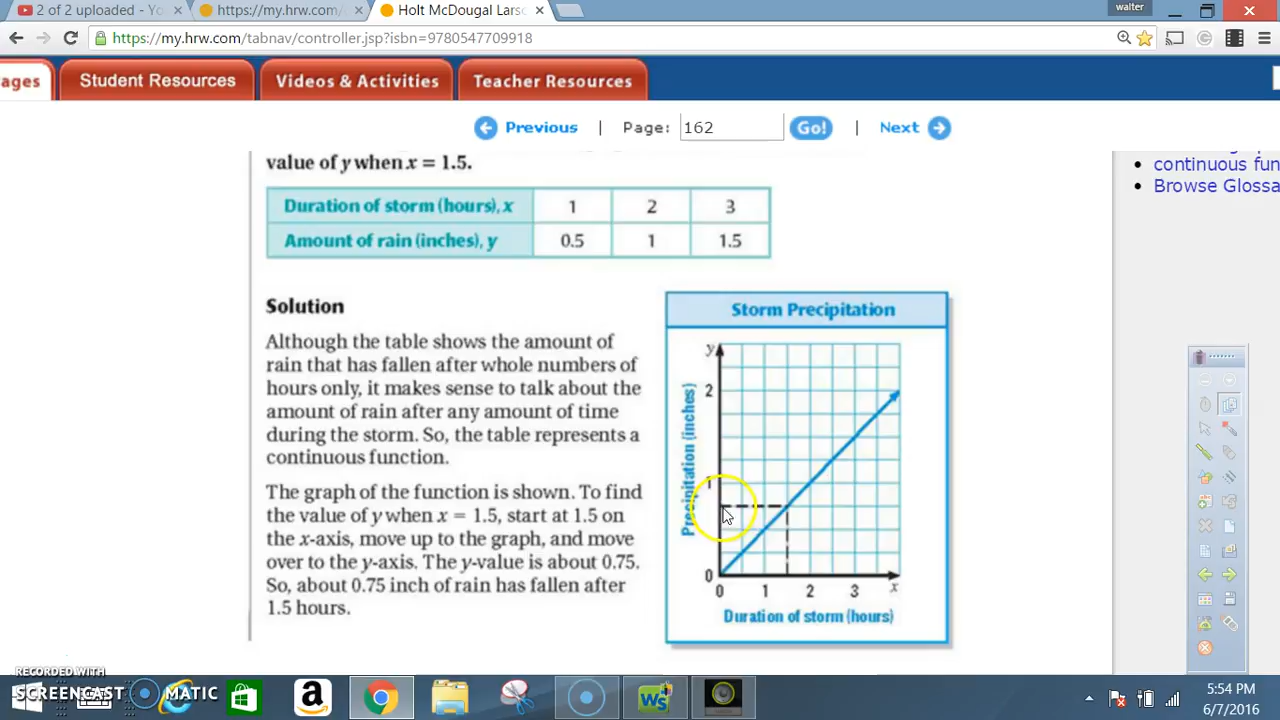 2 of 2 uploaded - Yo
https://my.hrw.com/tabnav/
Holt McDougal Larso
walter
https://my.hrw.com/tabnav/controller.jsp?isbn=9780547709918
ages
Student Resources
Videos & Activities
Teacher Resources
Previous | Page: 162 Go! | Next
value of y when x = 1.5.
continuous fun
Browse Glossa
Duration of storm (hours), x 1 2 3
Amount of rain (inches), y 0.5 1 1.5
Solution
Although the table shows the amount of
rain that has fallen after whole numbers of
hours only, it makes sense to talk about the
amount of rain after any amount of time
during the storm. So, the table represents a
continuous function.
The graph of the function is shown. To find
the value of y when x = 1.5, start at 1.5 on
the x-axis, move up to the graph, and move
over to the y-axis. The y-value is about 0.75.
So, about 0.75 inch of rain has fallen after
1.5 hours.
Storm Precipitation
y
2
1
0
Precipitation (inches)
0 1 2 3 x
Duration of storm (hours)
RECORDED WITH
SCREENCAST MATIC
a
WS
5:54 PM
6/7/2016